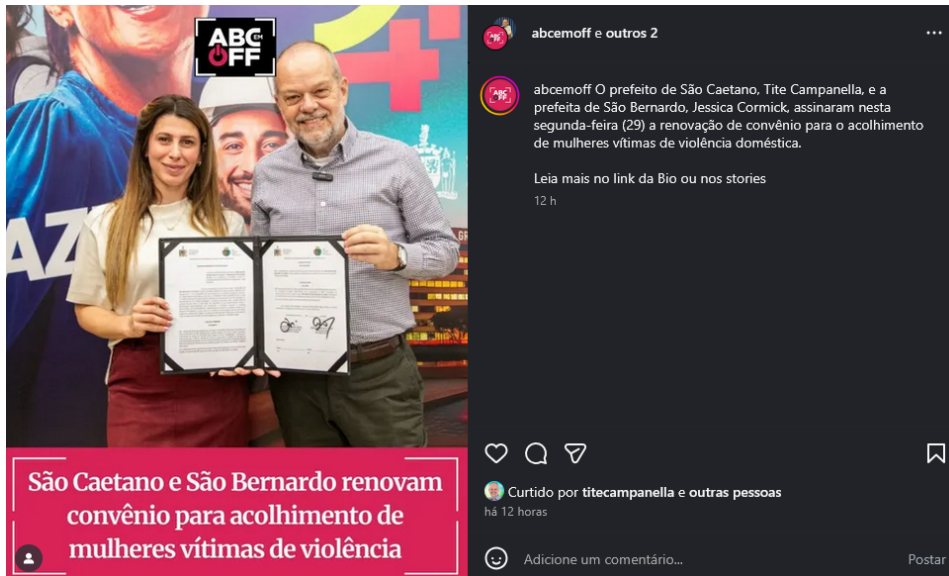 ABC EM
OFF
AZ
São Caetano e São Bernardo renovam
convênio para acolhimento de
mulheres vítimas de violência
abcemoff e outros 2
abcemoff O prefeito de São Caetano, Tite Campanella, e a
prefeita de São Bernardo, Jessica Cormick, assinaram nesta
segunda-feira (29) a renovação de convênio para o acolhimento
de mulheres vítimas de violência doméstica.
Leia mais no link da Bio ou nos stories
12 h
Curtido por titecampanella e outras pessoas
há 12 horas
Adicione um comentário...
Postar